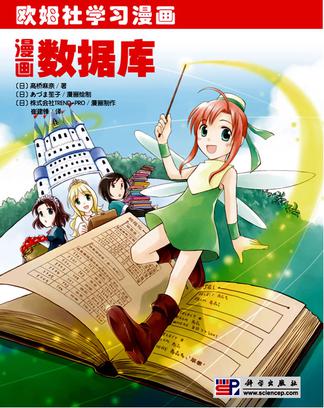 欧姆社学习漫画
漫画 数据库
(日)高桥麻奈/著
(日)あづま笙子/漫画绘制
(日)株式会社TREND-PRO/漫画制作
崔建锋/译
科学出版社
www.sciencep.com